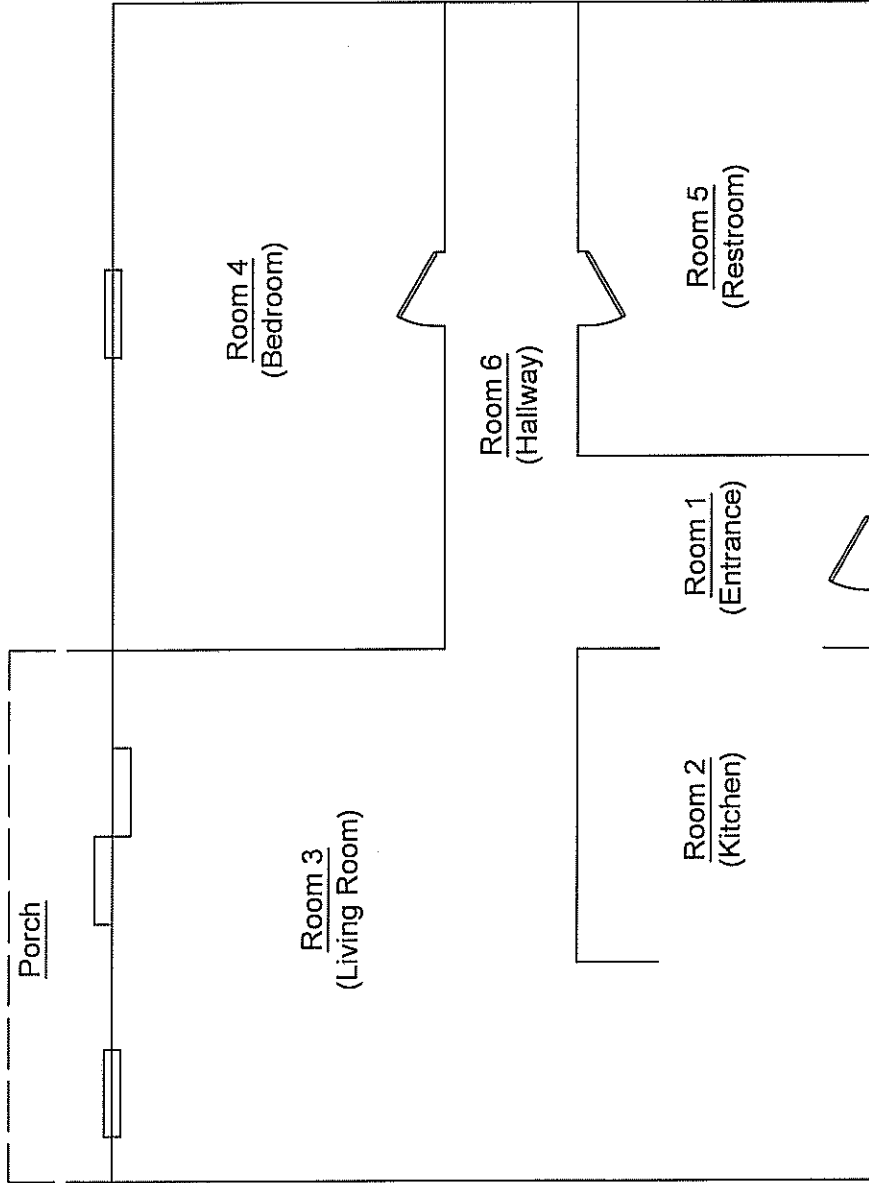 Porch
Room 3
(Living Room)
Room 4
(Bedroom)
Room 6
(Hallway)
Room 2
(Kitchen)
Room 1
(Entrance)
Room 5
(Restroom)